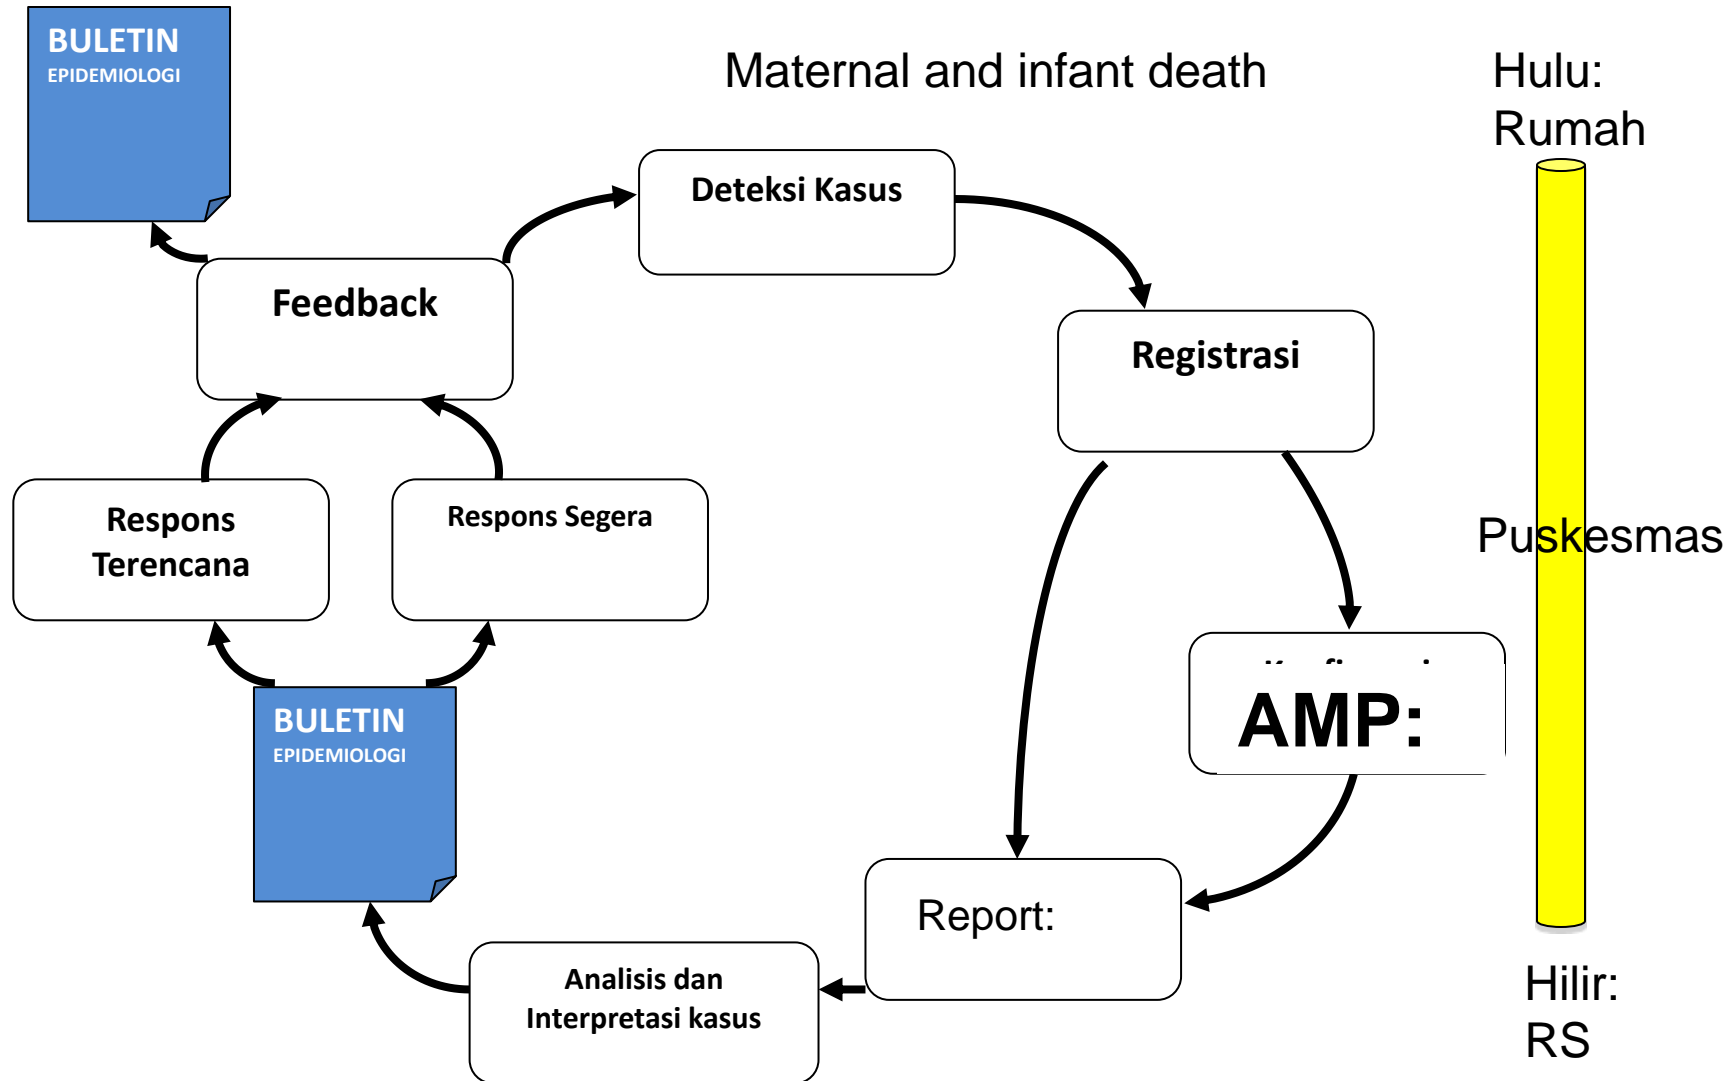 BULETIN
EPIDEMIOLOGI
Maternal and infant death
Hulu:
Rumah
Deteksi Kasus
Feedback
Registrasi
Respons
Terencana
Respons Segera
Puskesmas
AMP:
BULETIN
EPIDEMIOLOGI
Report:
Analisis dan
Interpretasi kasus
Hilir:
RS